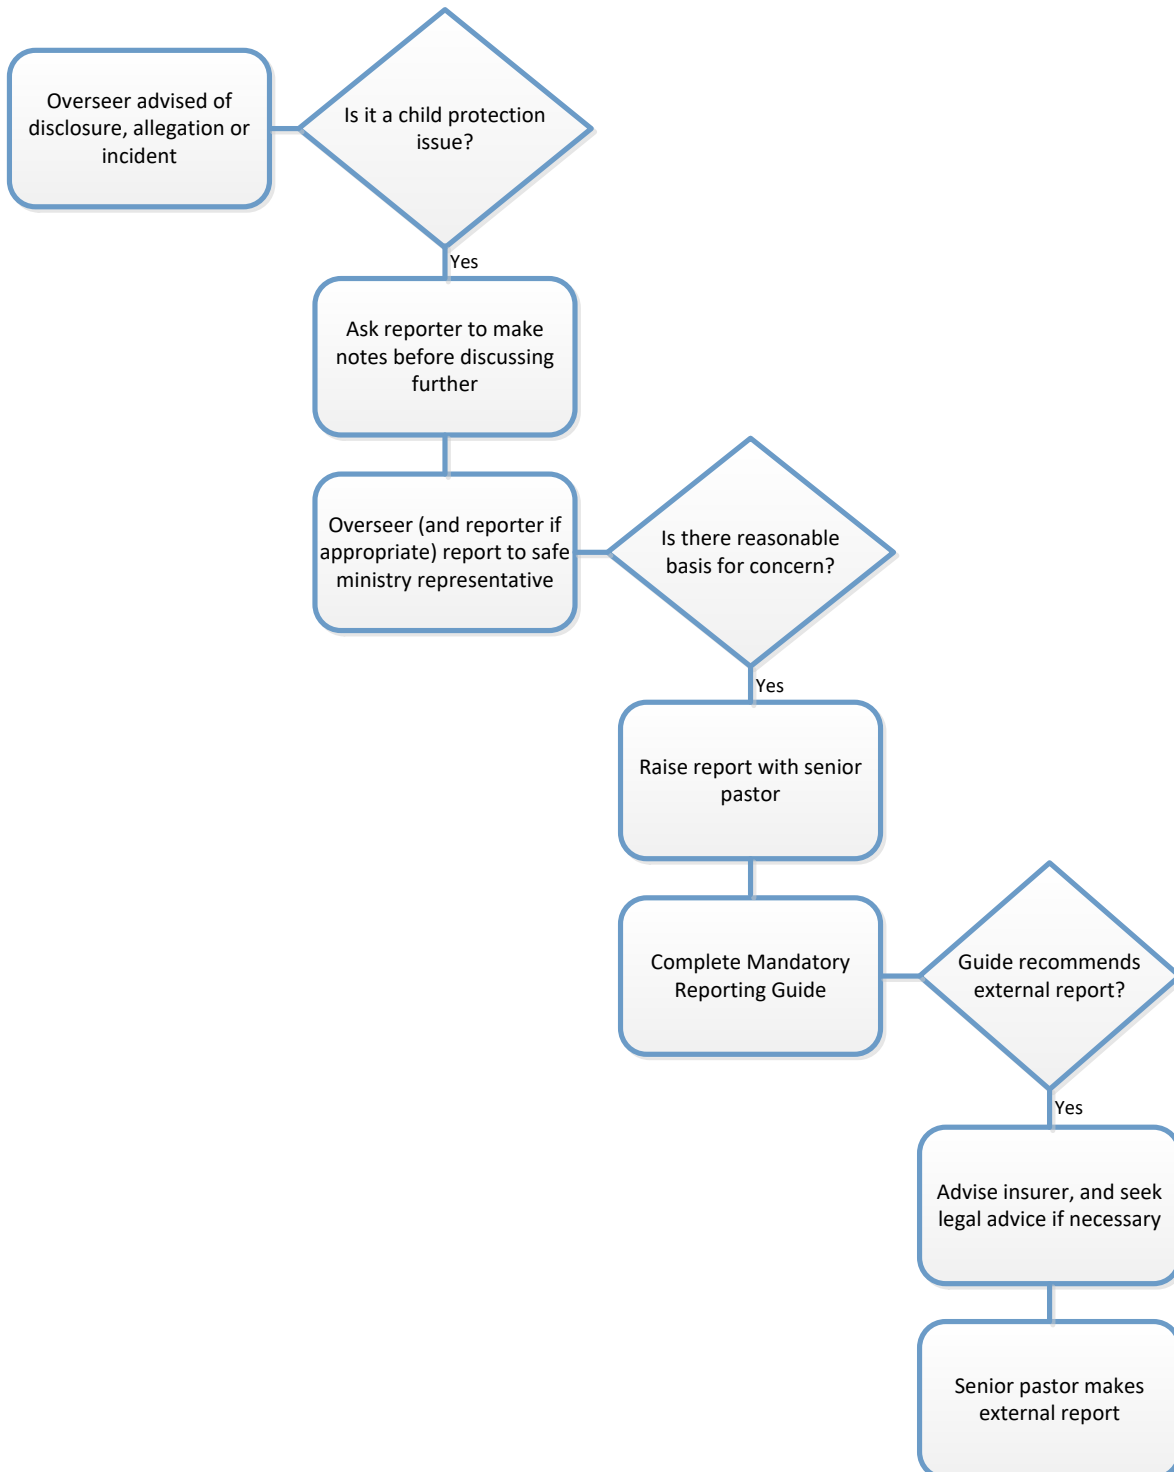 Overseer advised of
disclosure, allegation or
incident
Is it a child protection
issue?
Yes
Ask reporter to make
notes before discussing
further
Overseer (and reporter if
appropriate) report to safe
ministry representative
Is there reasonable
basis for concern?
Yes
Raise report with senior
pastor
Complete Mandatory
Reporting Guide
Guide recommends
external report?
Yes
Advise insurer, and seek
legal advice if necessary
Senior pastor makes
external report